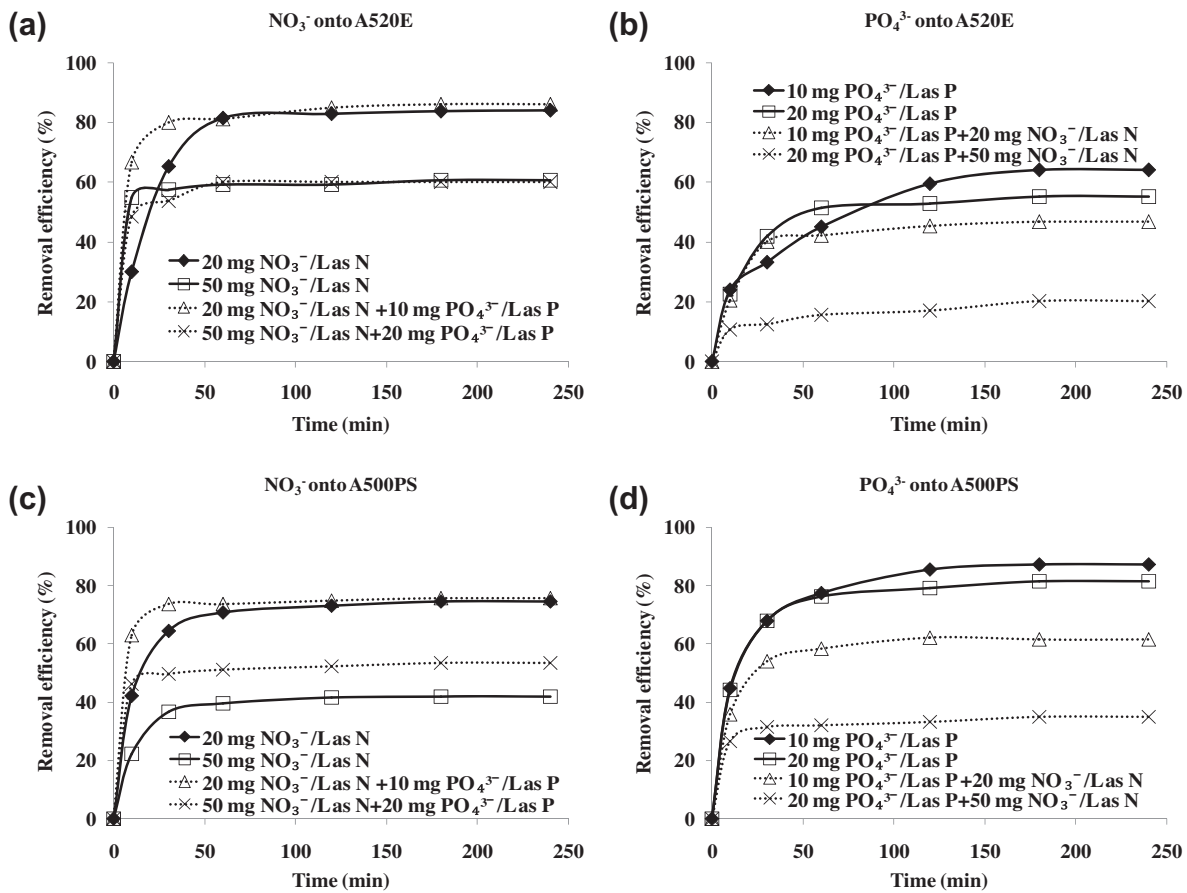 (a)
NO₃⁻ onto A520E
100
80
60
40
20
0
Removal efficiency (%)
20 mg NO₃⁻/Las N
50 mg NO₃⁻/Las N
20 mg NO₃⁻/Las N +10 mg PO₄³⁻/Las P
50 mg NO₃⁻/Las N+20 mg PO₄³⁻/Las P
0 50 100 150 200 250
Time (min)
(b)
PO₄³⁻ onto A520E
100
80
60
40
20
0
Removal efficiency (%)
10 mg PO₄³⁻/Las P
20 mg PO₄³⁻/Las P
10 mg PO₄³⁻/Las P+20 mg NO₃⁻/Las N
20 mg PO₄³⁻/Las P+50 mg NO₃⁻/Las N
0 50 100 150 200 250
Time (min)
(c)
NO₃⁻ onto A500PS
100
80
60
40
20
0
Removal efficiency (%)
20 mg NO₃⁻/Las N
50 mg NO₃⁻/Las N
20 mg NO₃⁻/Las N +10 mg PO₄³⁻/Las P
50 mg NO₃⁻/Las N+20 mg PO₄³⁻/Las P
0 50 100 150 200 250
Time (min)
(d)
PO₄³⁻ onto A500PS
100
80
60
40
20
0
Removal efficiency (%)
10 mg PO₄³⁻/Las P
20 mg PO₄³⁻/Las P
10 mg PO₄³⁻/Las P+20 mg NO₃⁻/Las N
20 mg PO₄³⁻/Las P+50 mg NO₃⁻/Las N
0 50 100 150 200 250
Time (min)